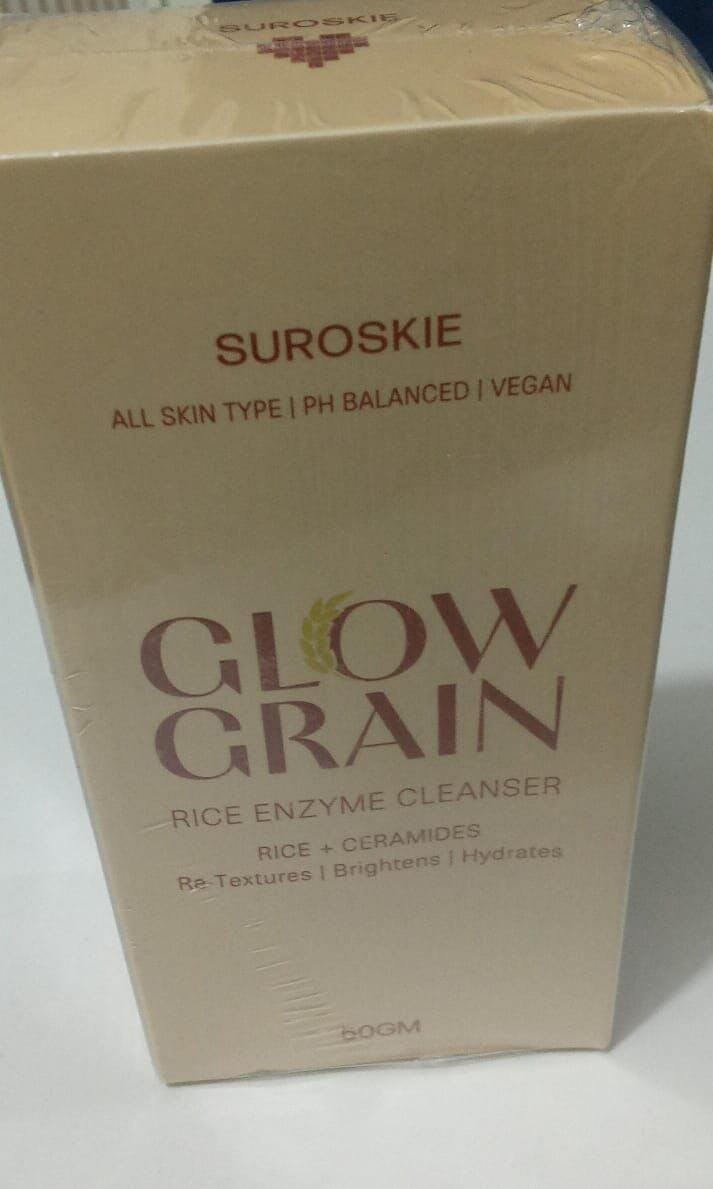 SUROSKIE
SUROSKIE
ALL SKIN TYPE | PH BALANCED | VEGAN
GLOW
GRAIN
RICE ENZYME CLEANSER
RICE + CERAMIDES
Re-Textures | Brightens | Hydrates
50GM